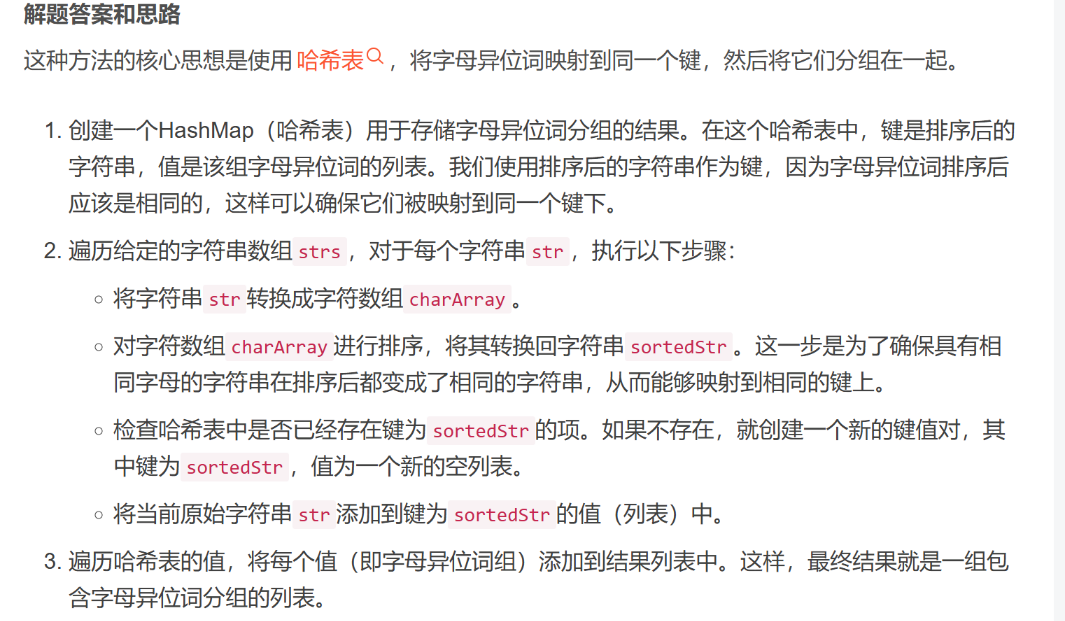 解题答案和思路
这种方法的核心思想是使用哈希表，将字母异位词映射到同一个键，然后将它们分组在一起。
1. 创建一个HashMap（哈希表）用于存储字母异位词分组的结果。在这个哈希表中，键是排序后的
字符串，值是该组字母异位词的列表。我们使用排序后的字符串作为键，因为字母异位词排序后
应该是相同的，这样可以确保它们被映射到同一个键下。
2. 遍历给定的字符串数组 strs，对于每个字符串 str，执行以下步骤：
○ 将字符串 str 转换成字符数组 charArray。
○ 对字符数组 charArray 进行排序，将其转换回字符串 sortedStr。这一步是为了确保具有相
同字母的字符串在排序后都变成了相同的字符串，从而能够映射到相同的键上。
○ 检查哈希表中是否已经存在键为 sortedStr 的项。如果不存在，就创建一个新的键值对，其
中键为 sortedStr，值为一个新的空列表。
○ 将当前原始字符串 str 添加到键为 sortedStr 的值（列表）中。
3. 遍历哈希表的值，将每个值（即字母异位词组）添加到结果列表中。这样，最终结果就是一组包
含字母异位词分组的列表。